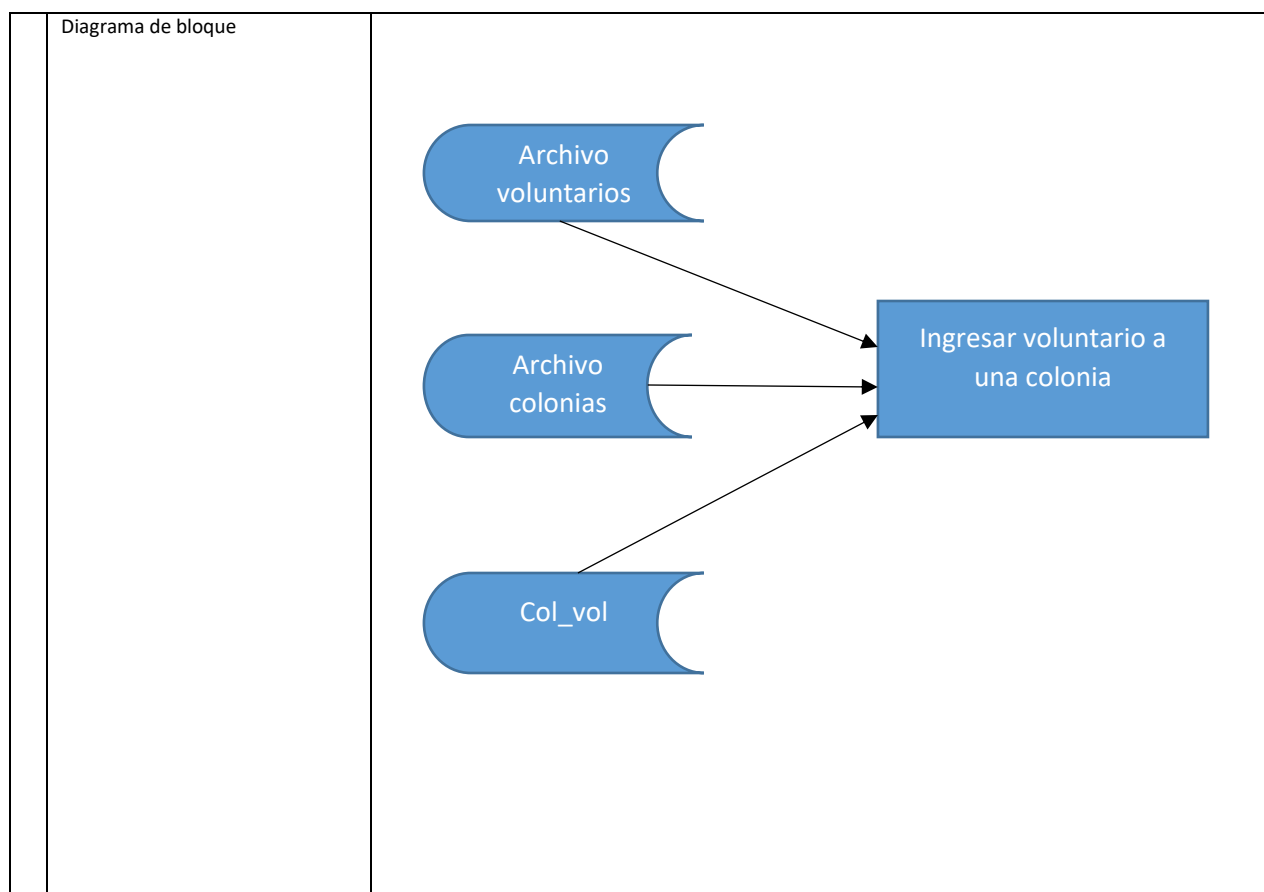 Diagrama de bloque
Archivo
voluntarios
Ingresar voluntario a
una colonia
Archivo
colonias
Col_vol